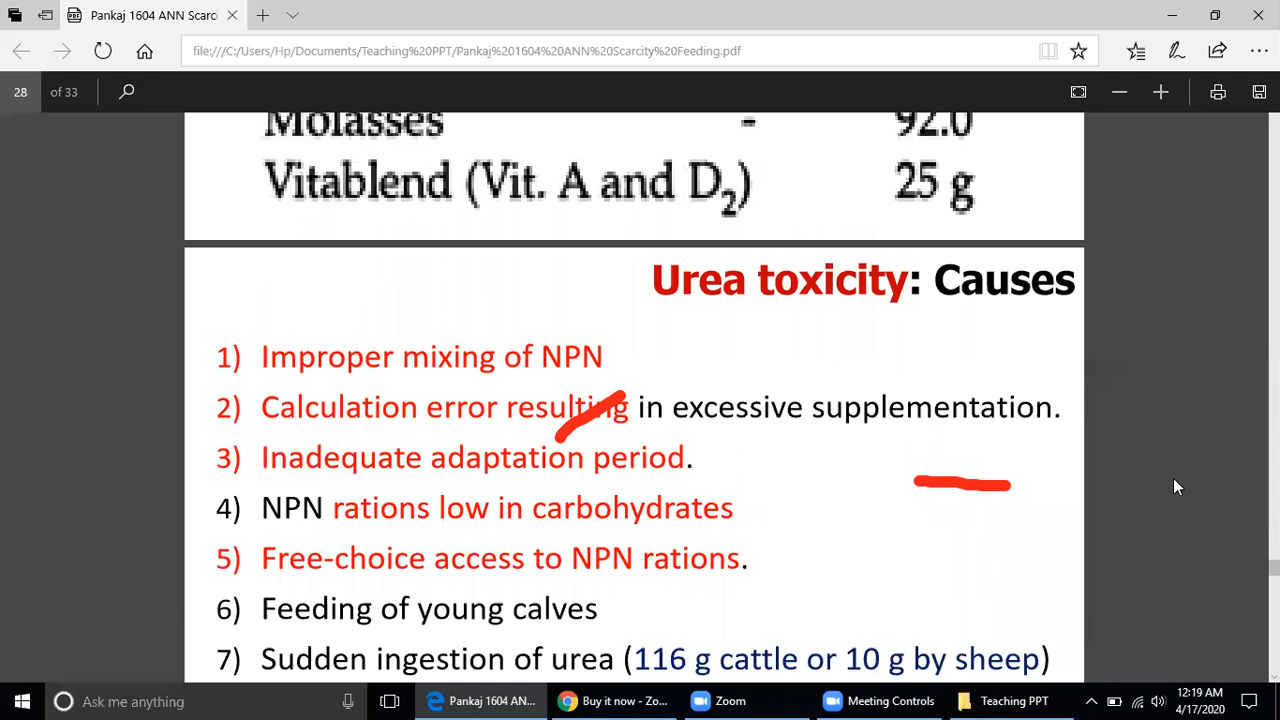 Pankaj 1604 ANN Scarci
file:///C:/Users/Hp/Documents/Teaching%20PPT/Pankaj%201604%20ANN%20Scarcity%20Feeding.pdf
28 of 33
Molasses - 92.0
Vitablend (Vit. A and D2) 25 g
Urea toxicity: Causes
1) Improper mixing of NPN
2) Calculation error resulting in excessive supplementation.
3) Inadequate adaptation period.
4) NPN rations low in carbohydrates
5) Free-choice access to NPN rations.
6) Feeding of young calves
7) Sudden ingestion of urea (116 g cattle or 10 g by sheep)
Ask me anything
Pankaj 1604 ANN Sc
Buy it now - Zo...
Zoom
Meeting Controls
Teaching PPT
12:19 AM
4/17/2020